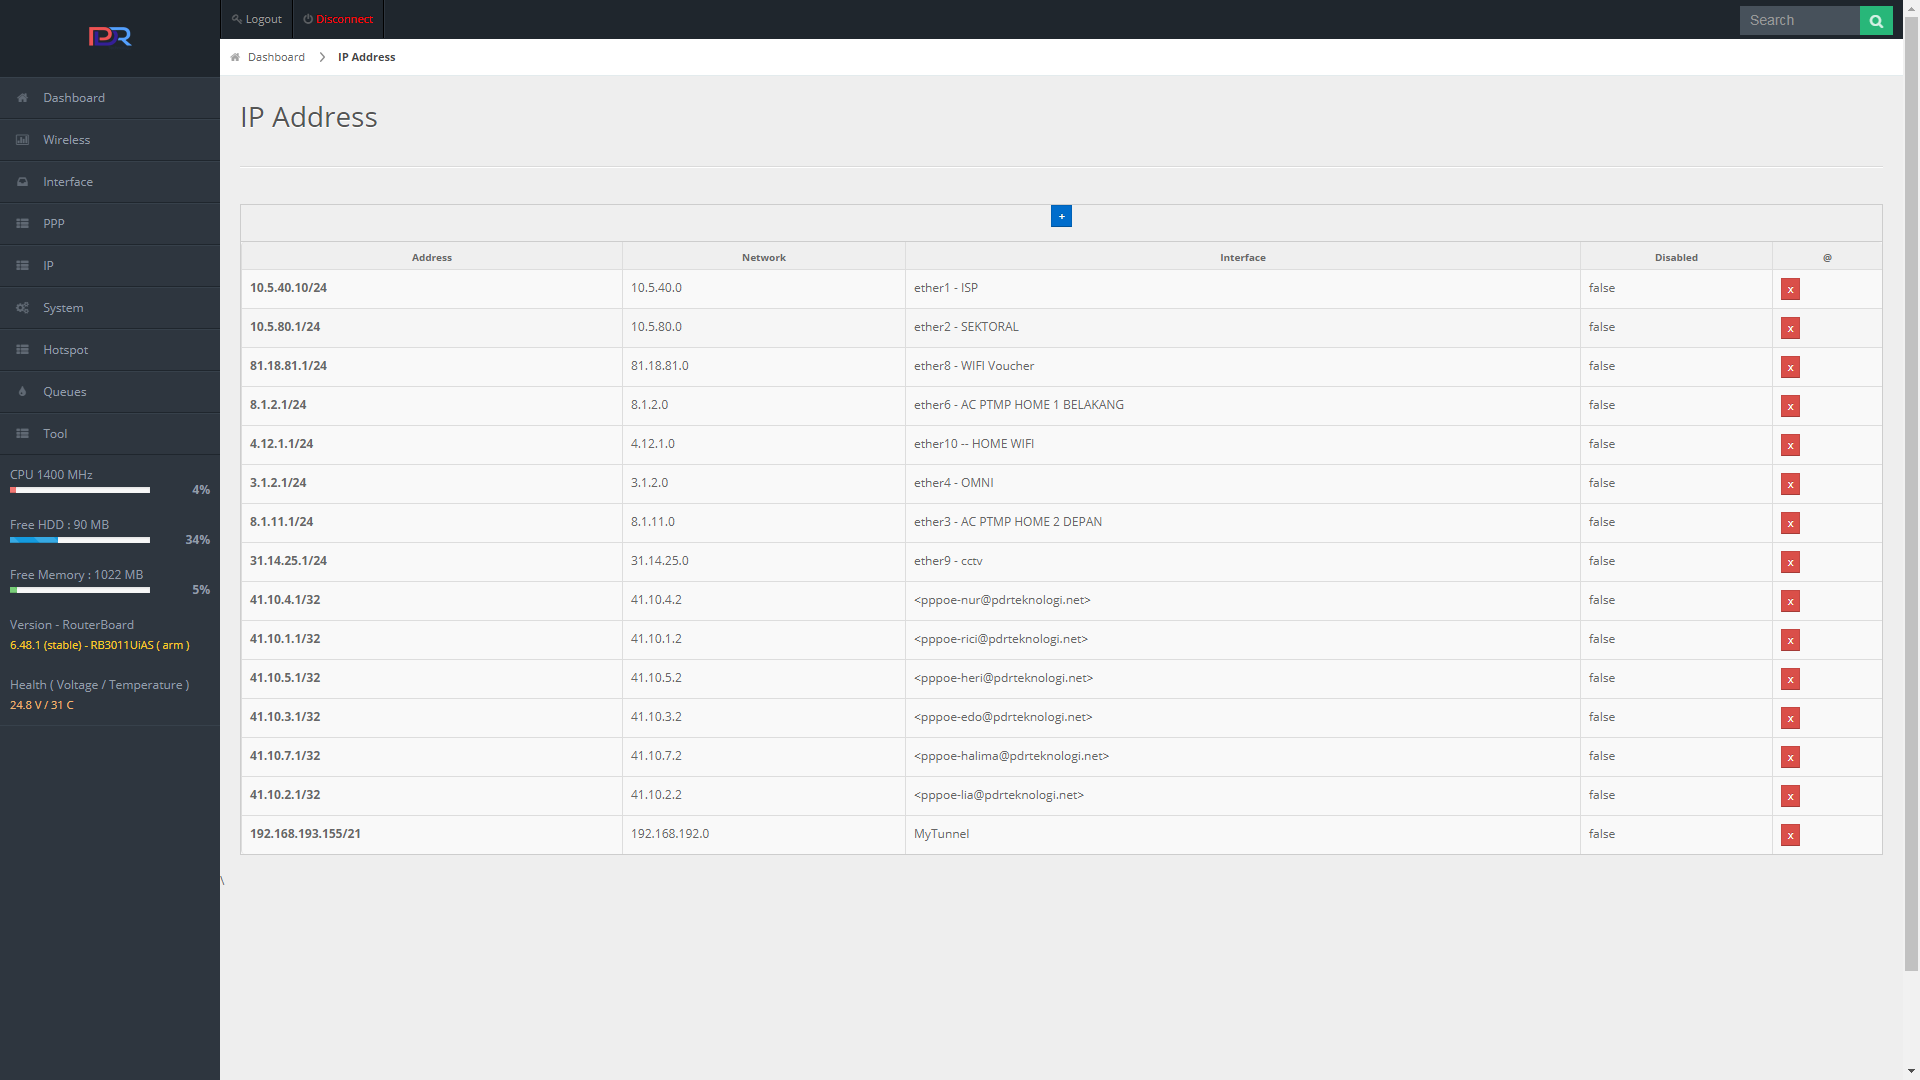 PDR
Logout
Disconnect
Search
Dashboard
IP Address
IP Address
Dashboard
Wireless
Interface
PPP
IP
System
Hotspot
Queues
Tool
CPU 1400 MHz
4%
Free HDD : 90 MB
34%
Free Memory : 1022 MB
5%
Version - RouterBoard
6.48.1 (stable) - RB3011UiAS ( arm )
Health ( Voltage / Temperature )
24.8 V / 31 C
+
Address Network Interface Disabled @
10.5.40.10/24 10.5.40.0 ether1 - ISP false x
10.5.80.1/24 10.5.80.0 ether2 - SEKTORAL false x
81.18.81.1/24 81.18.81.0 ether8 - WIFI Voucher false x
8.1.2.1/24 8.1.2.0 ether6 - AC PTMP HOME 1 BELAKANG false x
4.12.1.1/24 4.12.1.0 ether10 -- HOME WIFI false x
3.1.2.1/24 3.1.2.0 ether4 - OMNI false x
8.1.11.1/24 8.1.11.0 ether3 - AC PTMP HOME 2 DEPAN false x
31.14.25.1/24 31.14.25.0 ether9 - cctv false x
41.10.4.1/32 41.10.4.2 <pppoe-nur@pdrteknologi.net> false x
41.10.1.1/32 41.10.1.2 <pppoe-rici@pdrteknologi.net> false x
41.10.5.1/32 41.10.5.2 <pppoe-heri@pdrteknologi.net> false x
41.10.3.1/32 41.10.3.2 <pppoe-edo@pdrteknologi.net> false x
41.10.7.1/32 41.10.7.2 <pppoe-halima@pdrteknologi.net> false x
41.10.2.1/32 41.10.2.2 <pppoe-lia@pdrteknologi.net> false x
192.168.193.155/21 192.168.192.0 MyTunnel false x
\